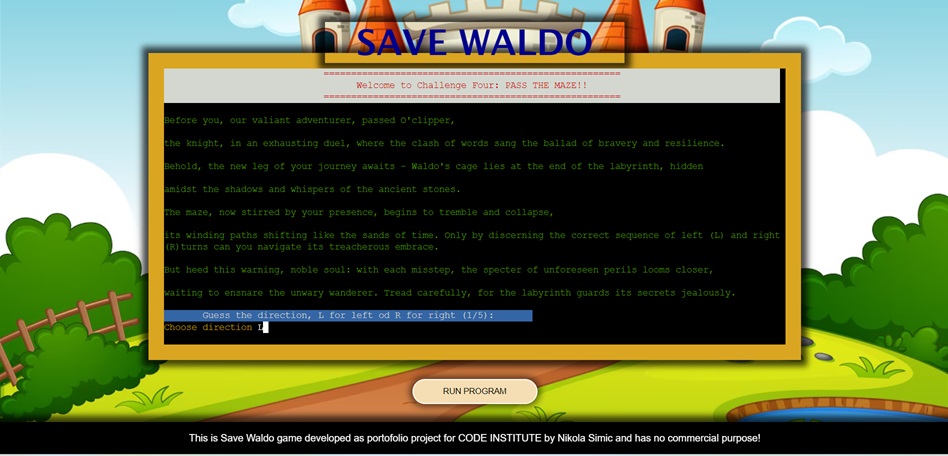 SAVE WALDO
======================================================
Welcome to Challenge Four: PASS THE MAZE!!
======================================================
Before you, our valiant adventurer, passed O'clipper,
the knight, in an exhausting duel, where the clash of words sang the ballad of bravery and resilience.
Behold, the new leg of your journey awaits - Waldo's cage lies at the end of the labyrinth, hidden
amidst the shadows and whispers of the ancient stones.
The maze, now stirred by your presence, begins to tremble and collapse,
its winding paths shifting like the sands of time. Only by discerning the correct sequence of left (L) and right
(R)turns can you navigate its treacherous embrace.
But heed this warning, noble soul: with each misstep, the specter of unforeseen perils looms closer,
waiting to ensnare the unwary wanderer. Tread carefully, for the labyrinth guards its secrets jealously.
Guess the direction, L for left od R for right (1/5):
Choose direction L
RUN PROGRAM
This is Save Waldo game developed as portofolio project for CODE INSTITUTE by Nikola Simic and has no commercial purpose!